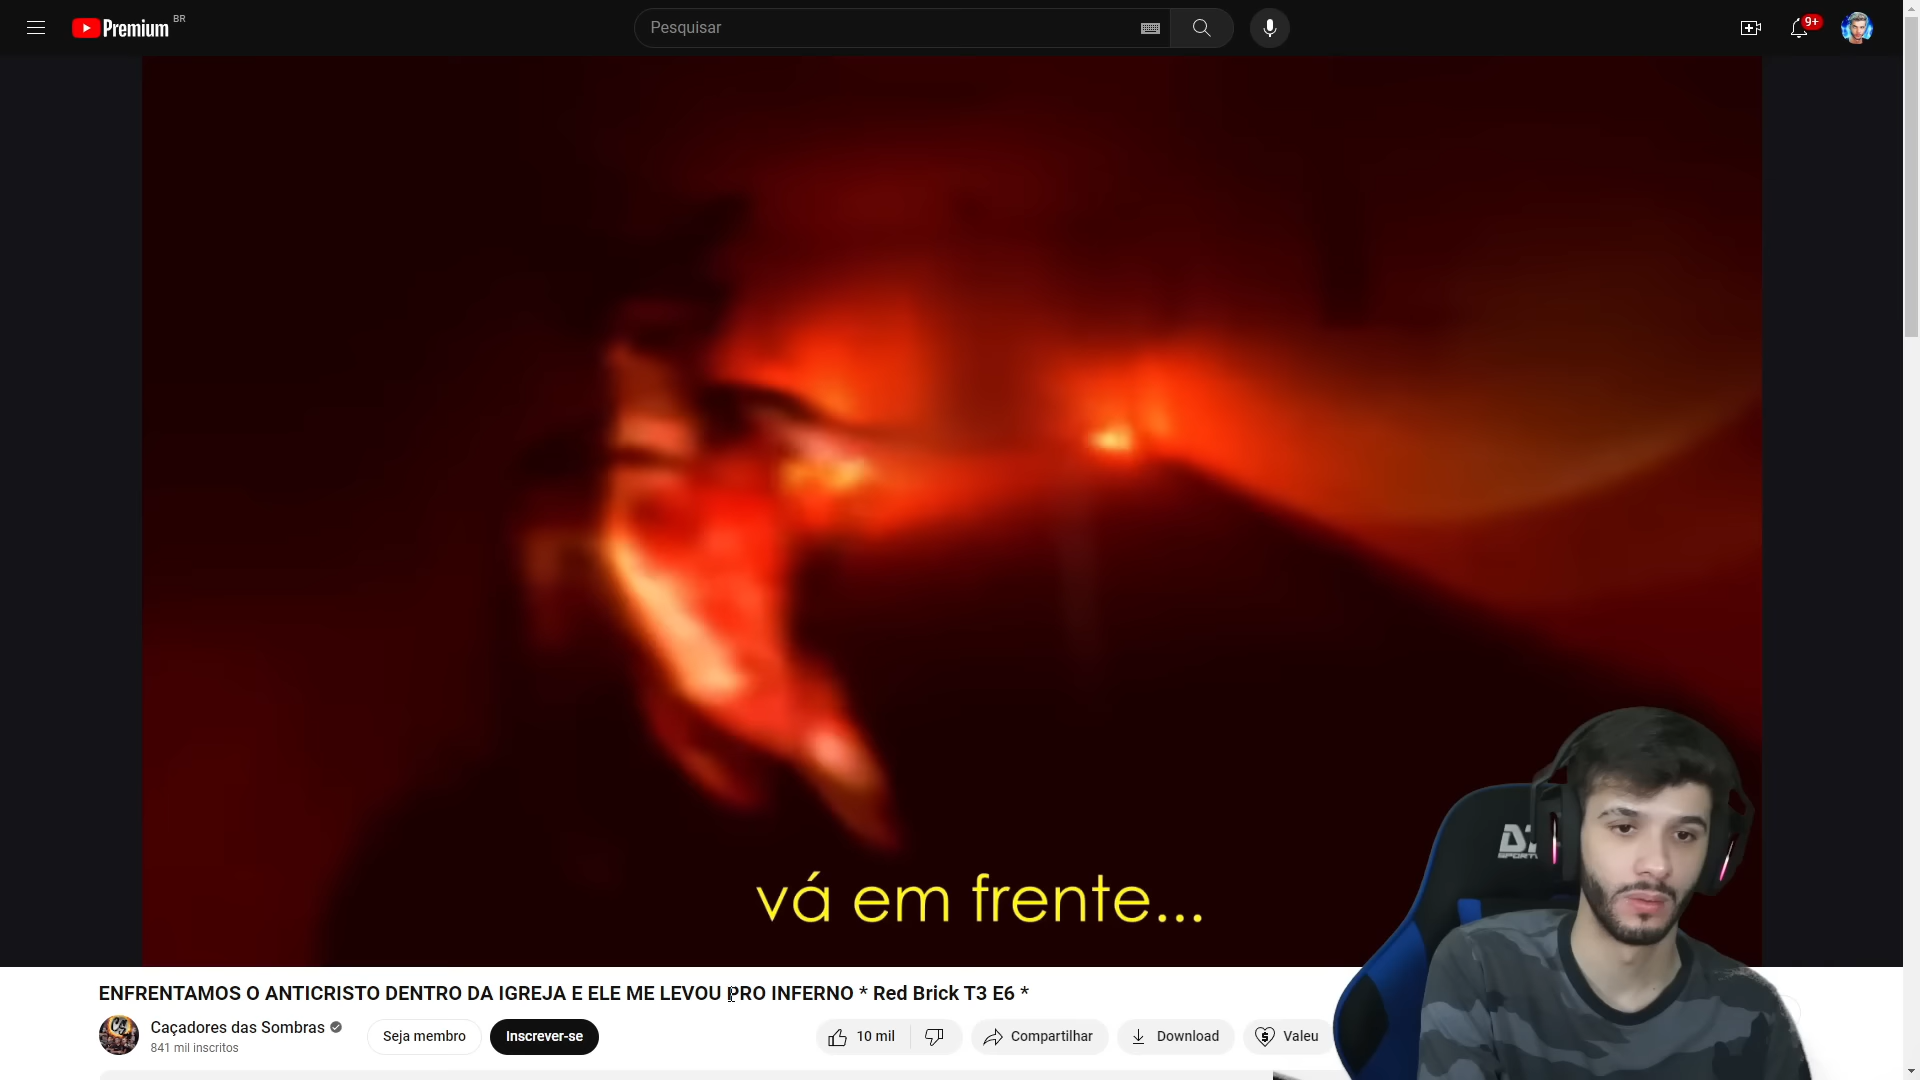 Premium BR
Pesquisar
9+
vá em frente...
ENFRENTAMOS O ANTICRISTO DENTRO DA IGREJA E ELE ME LEVOU PRO INFERNO * Red Brick T3 E6 *
Caçadores das Sombras
841 mil inscritos
Seja membro
Inscrever-se
10 mil
Compartilhar
Download
Valeu